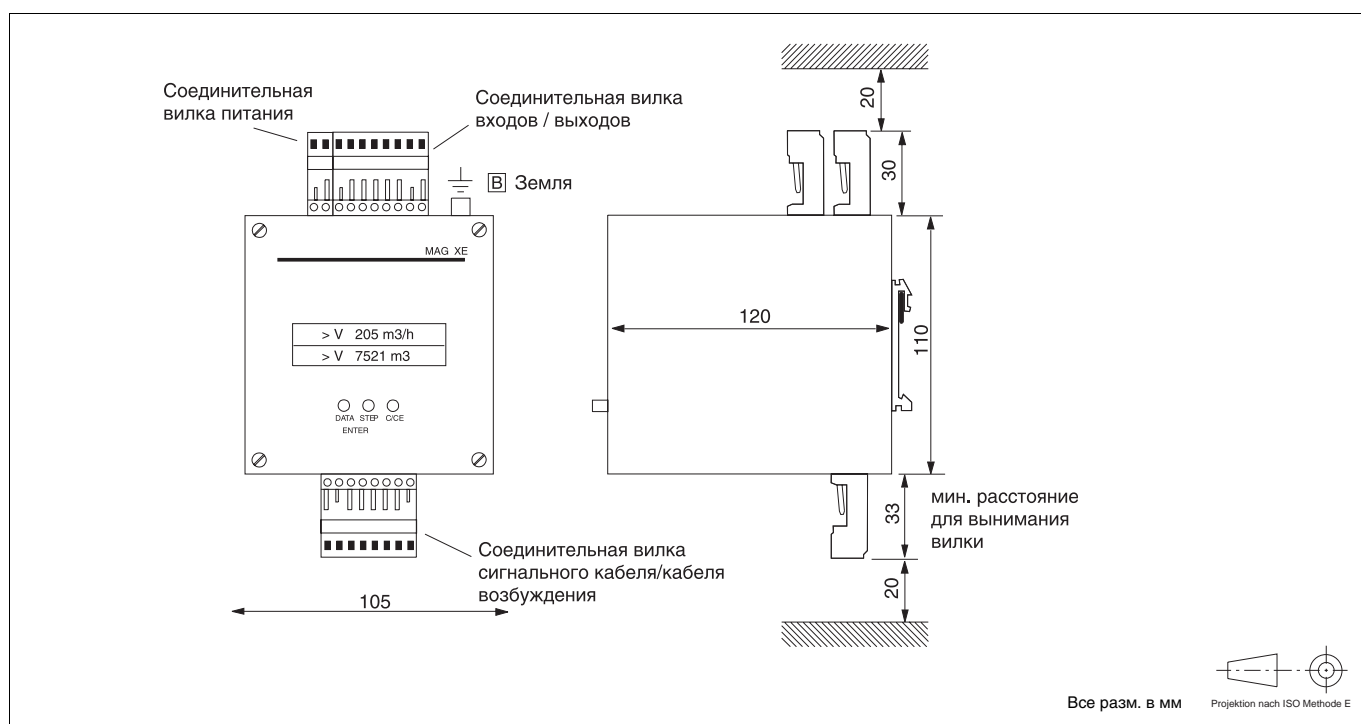 Соединительная
вилка питания
Соединительная вилка
входов / выходов
B Земля
MAG XE
> V 205 m3/h
> V 7521 m3
DATA STEP C/CE
ENTER
Соединительная вилка
сигнального кабеля/кабеля
возбуждения
105
20
30
120
110
33
мин. расстояние
для вынимания
вилки
20
Все разм. в мм
Projektion nach ISO Methode E